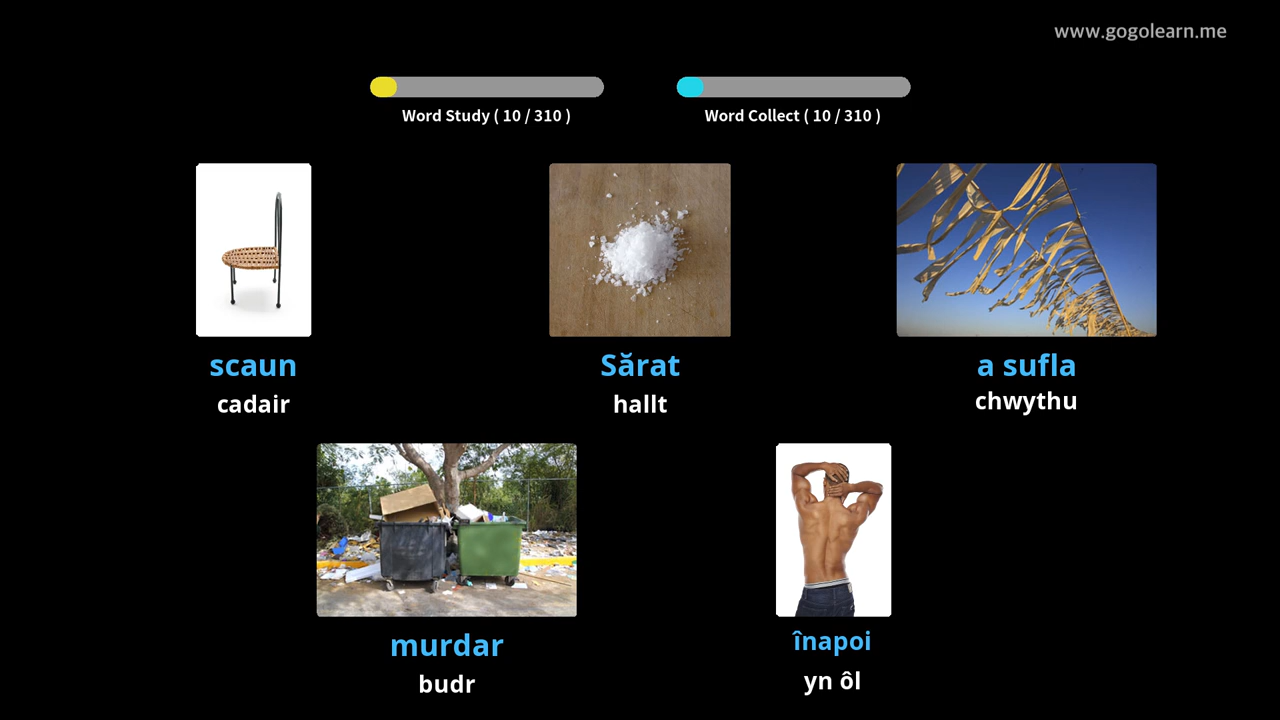 www.gogolearn.me
Word Study ( 10 / 310 )
Word Collect ( 10 / 310 )
scaun
cadair
Sărat
hallt
a sufla
chwythu
murdar
budr
înapoi
yn ôl